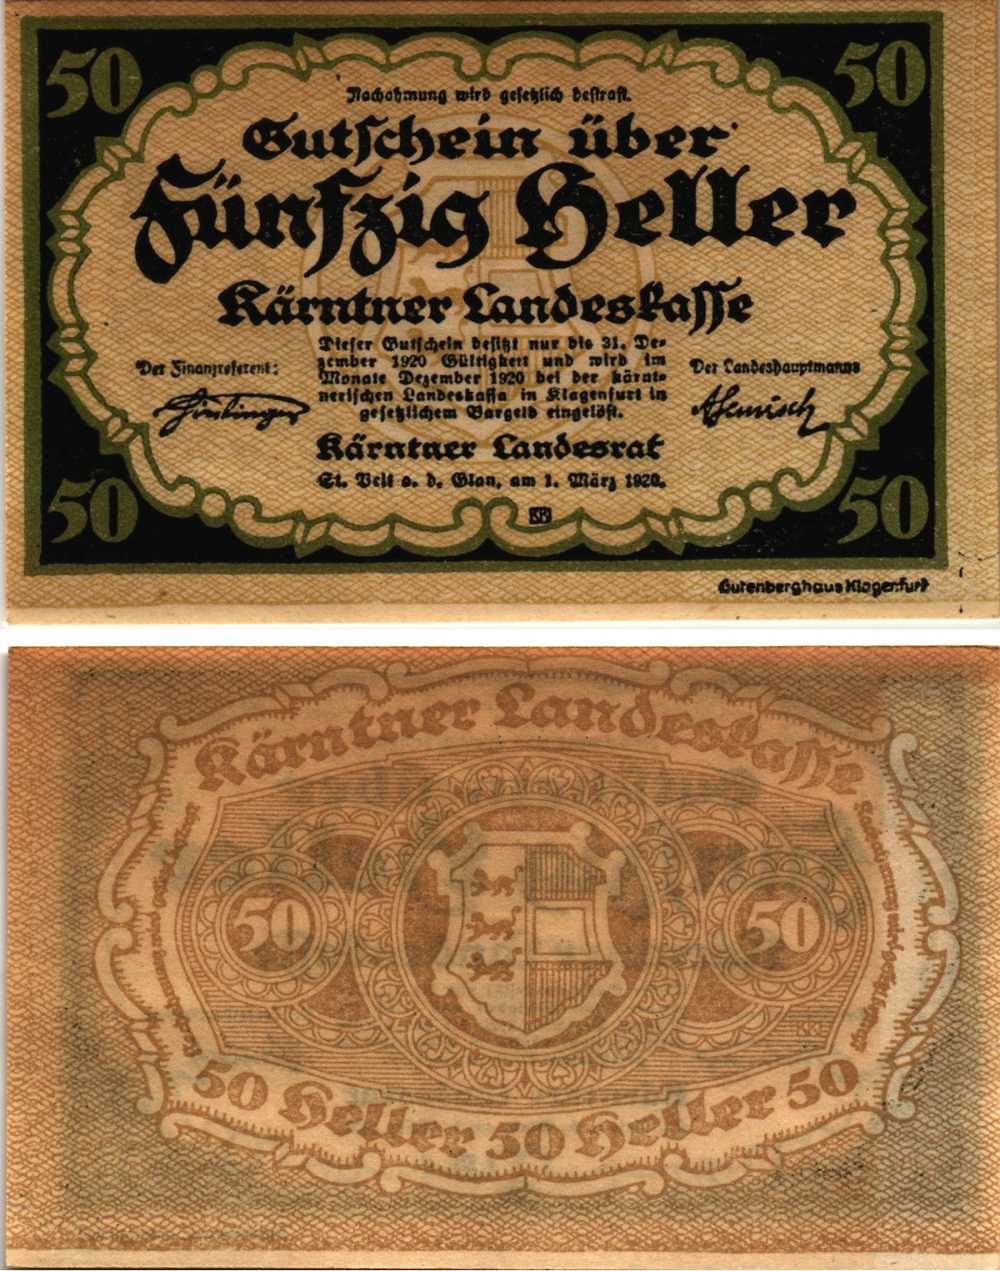 50
50
Nachahmung wird gesetzlich bestraft.
Gutschein über
Fünfzig Heller
Kärntner Landeskasse
Dieser Gutschein besitzt nur bis 31. De-
zember 1920 Gültigkeit und wird im
Monate Dezember 1920 bei der kärnt-
nerischen Landeskassa in Klagenfurt in
gesetzlichem Bargeld eingelöst.
Der Finanzreferent:
Der Landeshauptmann
Kärntner Landesrat
St. Veit a. d. Glan, am 1. März 1920.
50
50
Gutenberghaus Klagenfurt
Kärntner Landeskasse
50
50
50 Heller 50 Heller 50